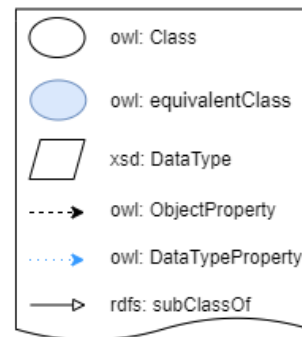 owl: Class
owl: equivalentClass
xsd: DataType
owl: ObjectProperty
owl: DataTypeProperty
rdfs: subClassOf